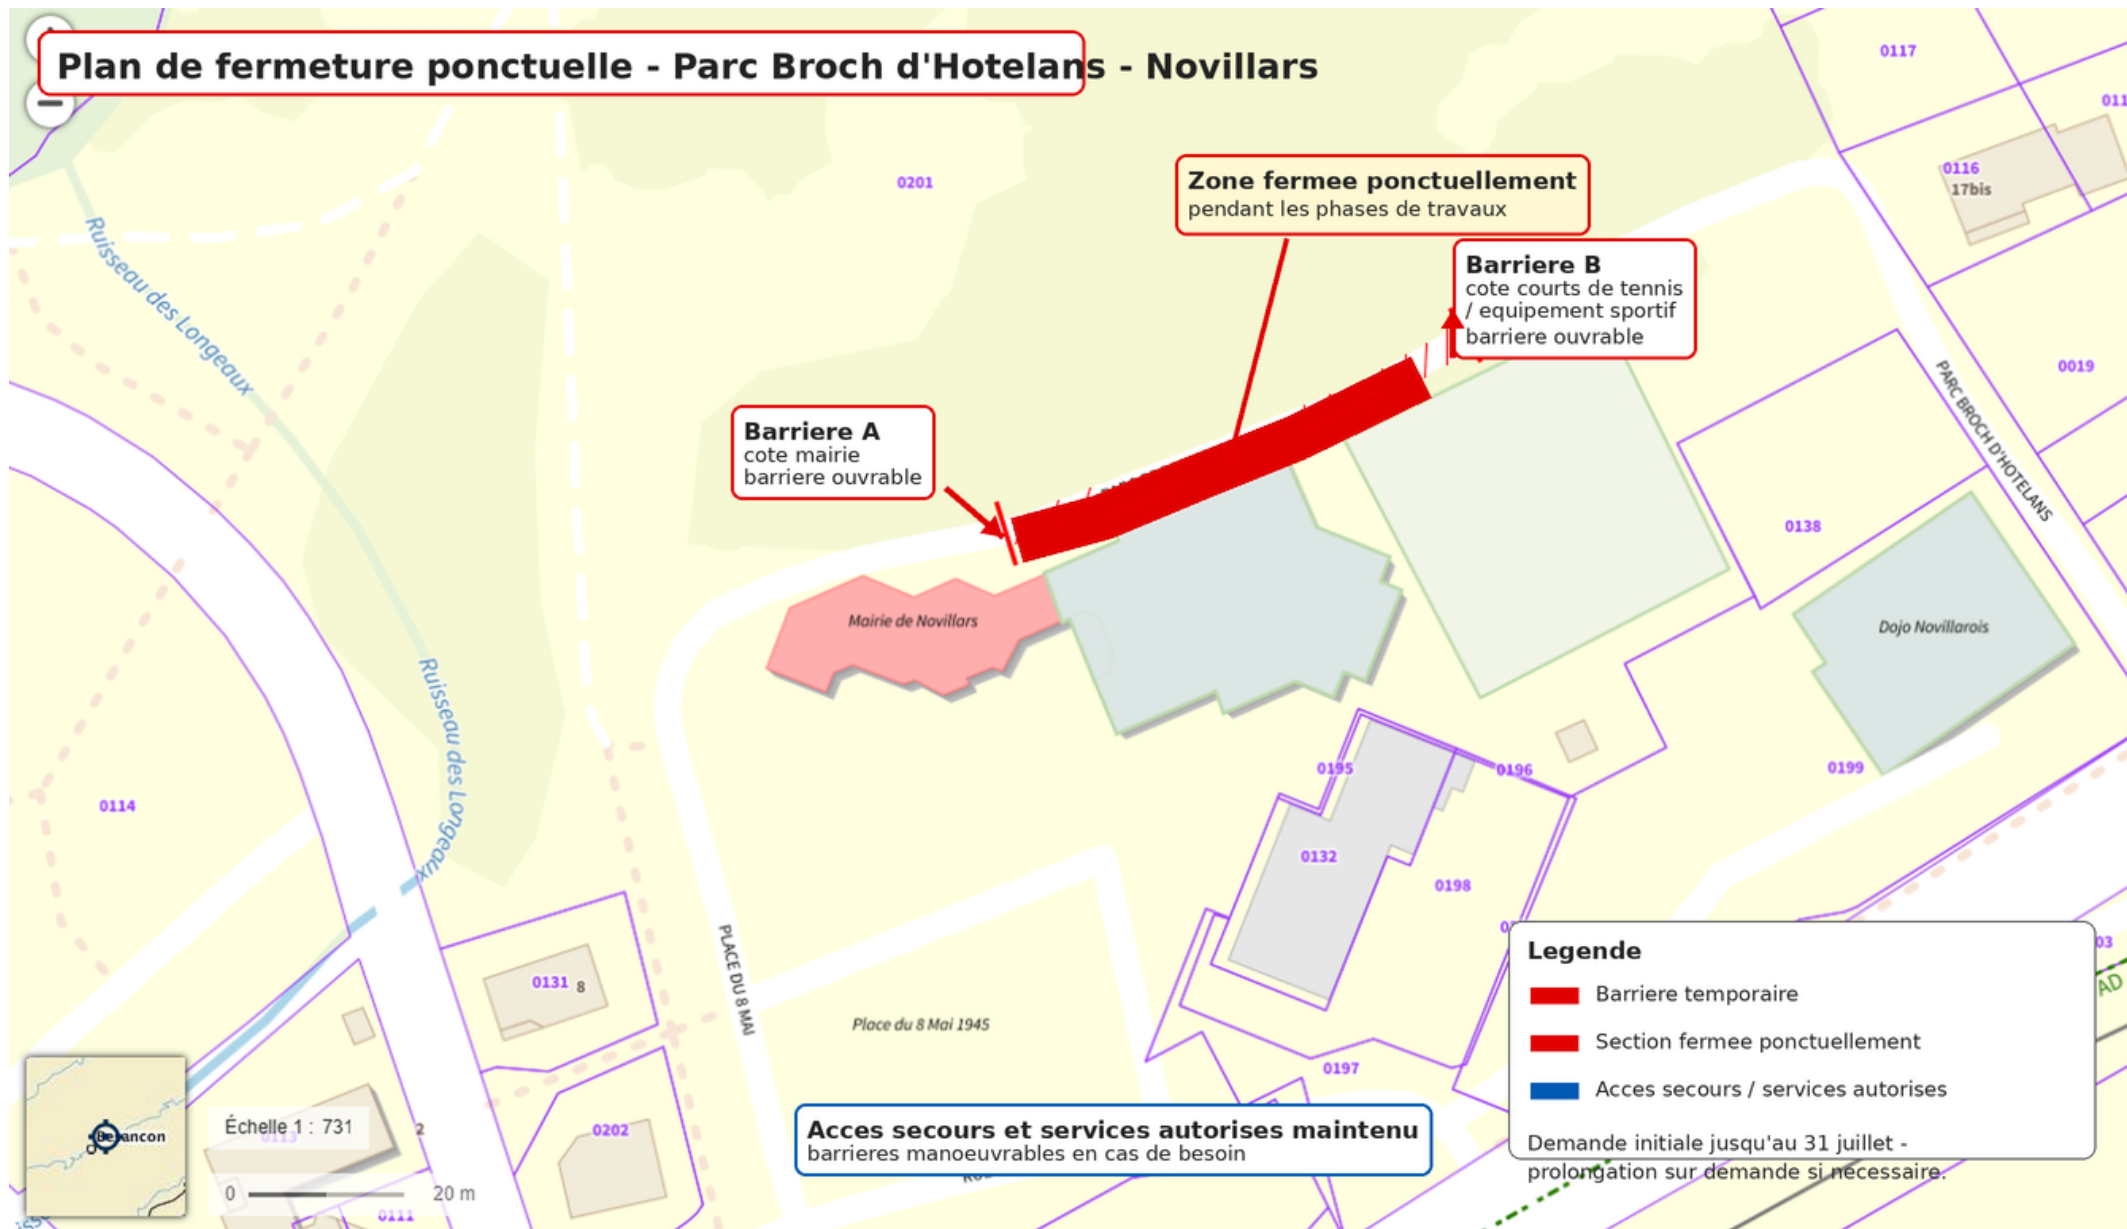 Plan de fermeture ponctuelle - Parc Broch d'Hotelans - Novillars
0117
0116
17bis
0201
Zone fermee ponctuellement
pendant les phases de travaux
Barriere B
cote courts de tennis
/ equipement sportif
barriere ouvrable
Ruisseau des Longeaux
0019
PARC BROCH D'HOTELANS
Barriere A
cote mairie
barriere ouvrable
0138
Mairie de Novillars
Dojo Novillarois
Ruisseau des Longeaux
0195
0196
0199
0114
0132
0198
PLACE DU 8 MAI
0131
8
Place du 8 Mai 1945
0197
Legende
Barriere temporaire
Section fermee ponctuellement
Acces secours / services autorises
Demande initiale jusqu'au 31 juillet -
prolongation sur demande si necessaire.
03
AD
Acces secours et services autorises maintenu
barrieres manoeuvrables en cas de besoin
Besancon
Échelle 1 : 731
0113
2
0202
0 20 m
0111